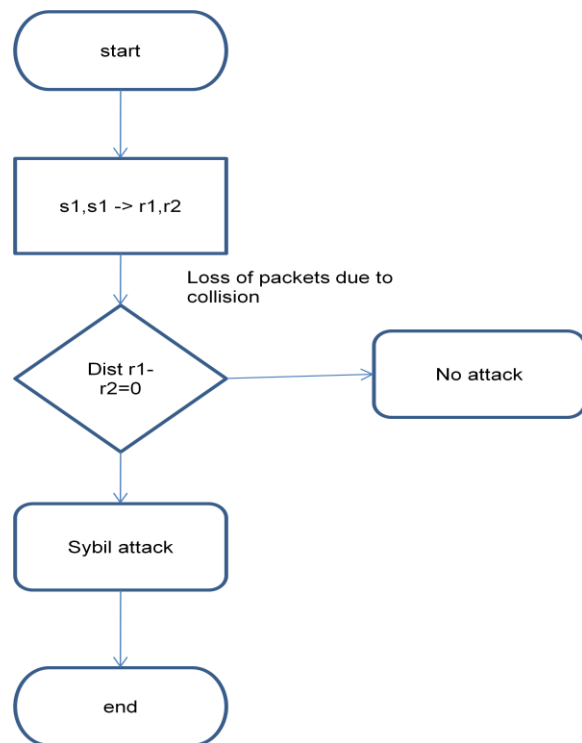 start
s1,s1 -> r1,r2
Loss of packets due to
collision
Dist r1-
r2=0
No attack
Sybil attack
end